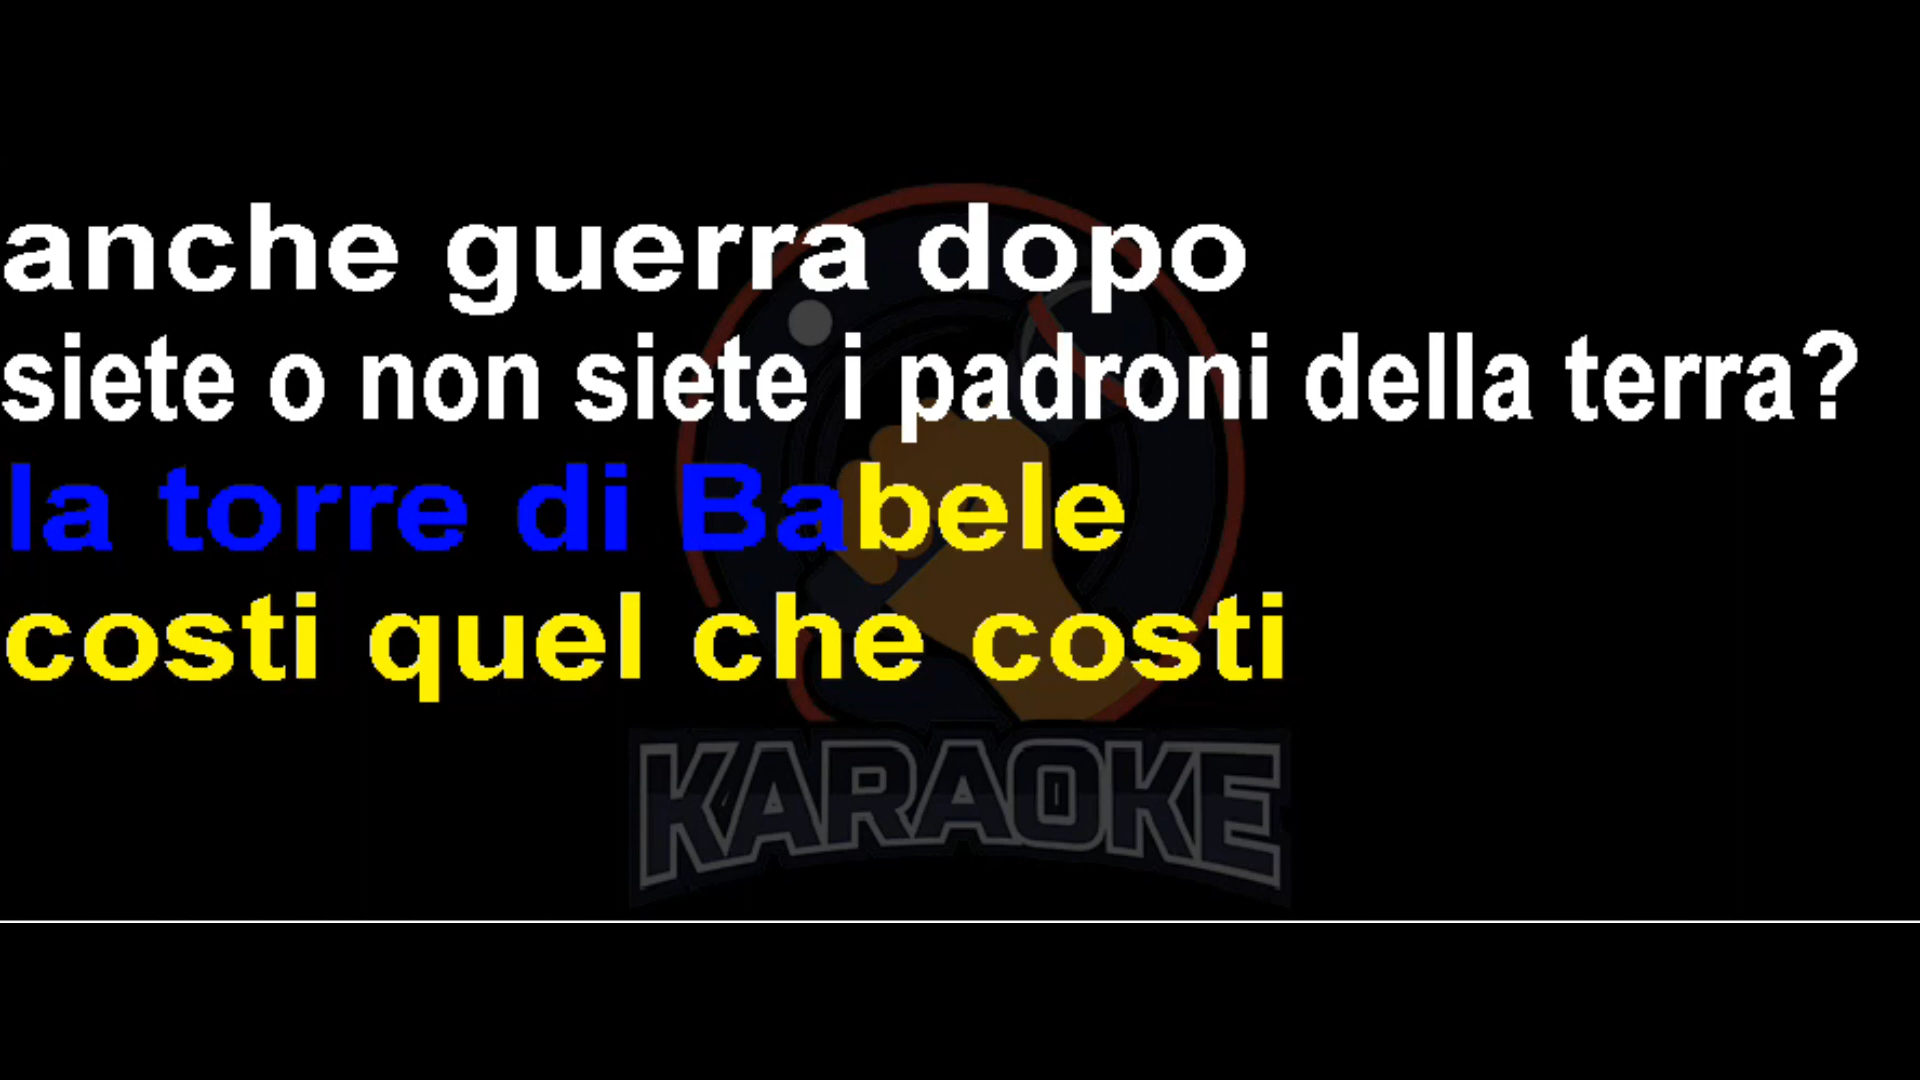 anche guerra dopo
siete o non siete i padroni della terra?
la torre di Babele
costi quel che costi
KARAOKE